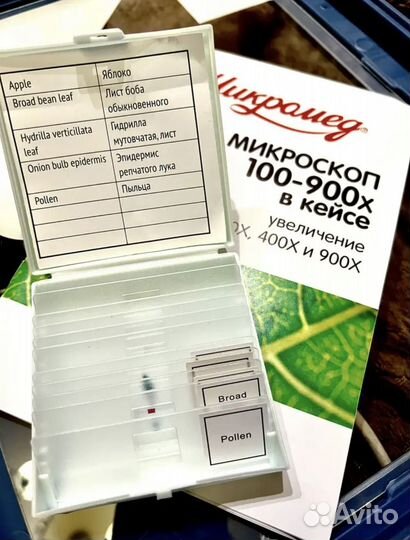 Apple
Яблоко
Broad bean leaf
Лист боба
обыкновенного
Hydrilla verticillata
leaf
Гидрилла
мутовчатая, лист
Onion bulb epidermis
Эпидермис
репчатого лука
Pollen
Пыльца
Микромед
МИКРОСКОП
100-900x
в кейсе
увеличение
0X, 400X и 900X
Broad
Pollen
Avito